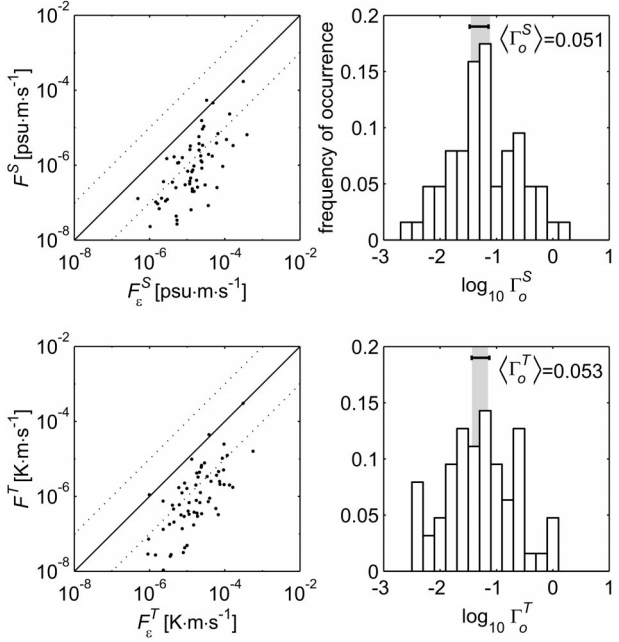 10⁻²
10⁻⁴
10⁻⁶
10⁻⁸
F^S [psu·m·s⁻¹]
10⁻⁸ 10⁻⁶ 10⁻⁴ 10⁻²
F_ε^S [psu·m·s⁻¹]
0.2
0.15
0.1
0.05
0
frequency of occurrence
⟨Γ_o^S⟩=0.051
-3 -2 -1 0 1
log₁₀ Γ_o^S
10⁻²
10⁻⁴
10⁻⁶
10⁻⁸
F^T [K·m·s⁻¹]
10⁻⁸ 10⁻⁶ 10⁻⁴ 10⁻²
F_ε^T [K·m·s⁻¹]
0.2
0.15
0.1
0.05
0
⟨Γ_o^T⟩=0.053
-3 -2 -1 0 1
log₁₀ Γ_o^T